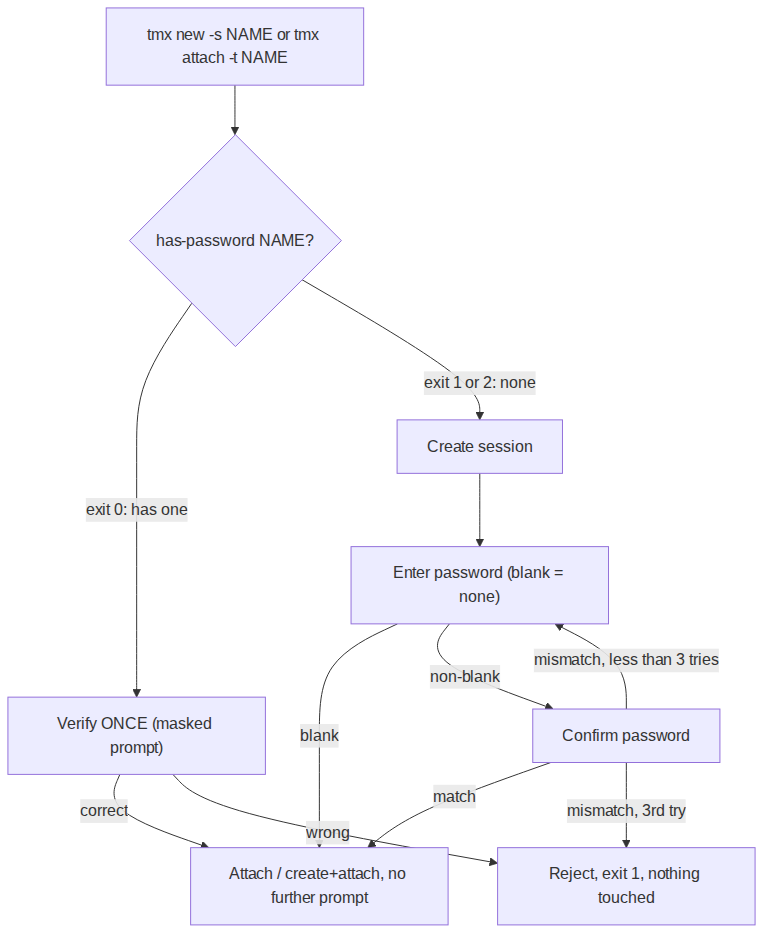 tmx new -s NAME or tmx
attach -t NAME
has-password NAME?
exit 1 or 2: none
Create session
exit 0: has one
Enter password (blank =
none)
mismatch, less than 3 tries
non-blank
Verify ONCE (masked
prompt)
blank
Confirm password
correct
match
mismatch, 3rd try
wrong
Attach / create+attach, no
further prompt
Reject, exit 1, nothing
touched